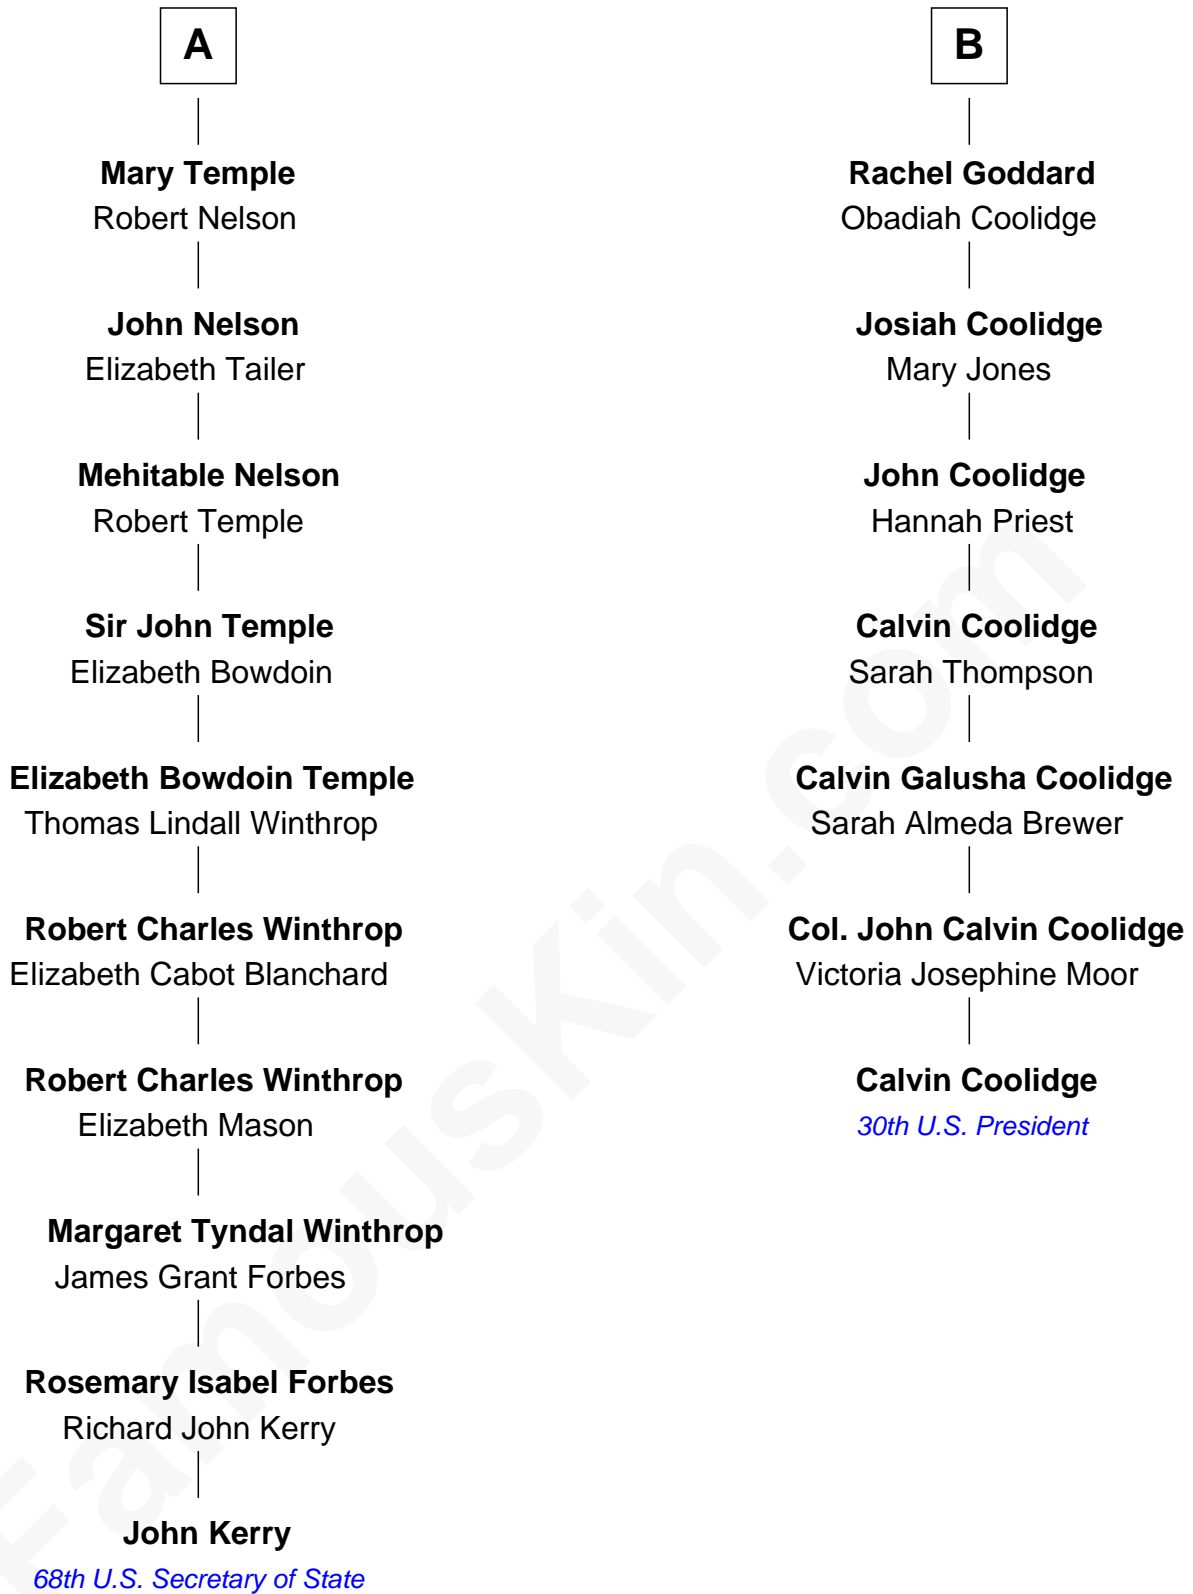 A
Mary Temple
Robert Nelson
John Nelson
Elizabeth Tailer
Mehitable Nelson
Robert Temple
Sir John Temple
Elizabeth Bowdoin
Elizabeth Bowdoin Temple
Thomas Lindall Winthrop
Robert Charles Winthrop
Elizabeth Cabot Blanchard
Robert Charles Winthrop
Elizabeth Mason
Margaret Tyndal Winthrop
James Grant Forbes
Rosemary Isabel Forbes
Richard John Kerry
John Kerry
68th U.S. Secretary of State
B
Rachel Goddard
Obadiah Coolidge
Josiah Coolidge
Mary Jones
John Coolidge
Hannah Priest
Calvin Coolidge
Sarah Thompson
Calvin Galusha Coolidge
Sarah Almeda Brewer
Col. John Calvin Coolidge
Victoria Josephine Moor
Calvin Coolidge
30th U.S. President
FamousKin.com